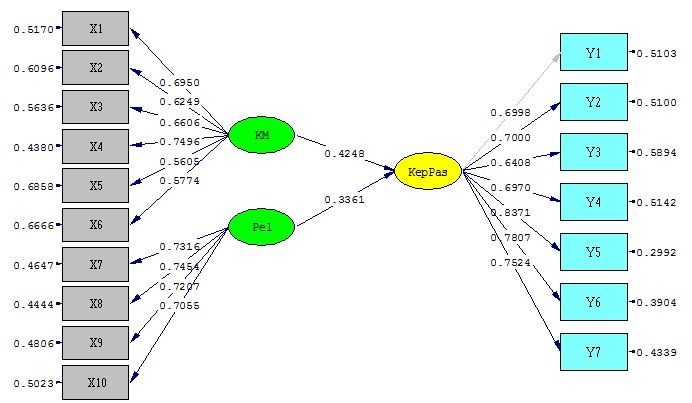 0.5170 X1
0.6096 X2
0.5636 X3
0.4380 X4
0.6858 X5
0.6666 X6
0.4647 X7
0.4444 X8
0.4806 X9
0.5023 X10
0.6950
0.6249
0.6606
0.7496
0.5605
0.5774
0.7316
0.7454
0.7207
0.7055
KM
Pel
0.4248
0.3361
KepPas
0.6998
0.7000
0.6408
0.6970
0.8371
0.7807
0.7524
Y1 0.5103
Y2 0.5100
Y3 0.5894
Y4 0.5142
Y5 0.2992
Y6 0.3904
Y7 0.4339